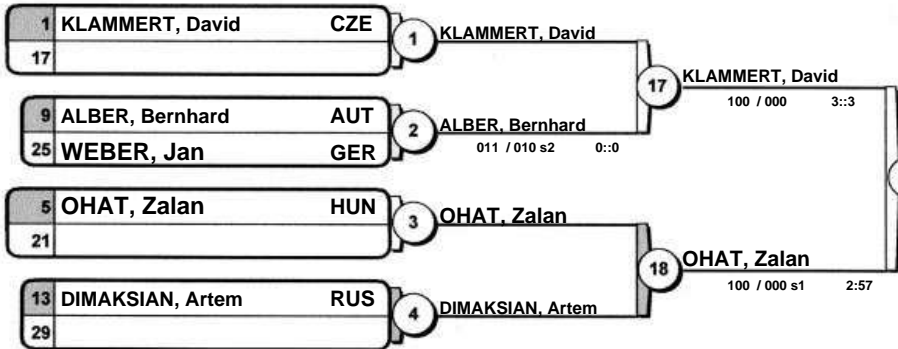 1 KLAMMERT, David CZE
17
1 KLAMMERT, David
9 ALBER, Bernhard AUT
25 WEBER, Jan GER
2 ALBER, Bernhard
011 / 010 s2 0::0
17 KLAMMERT, David
100 / 000 3::3
5 OHAT, Zalan HUN
21
3 OHAT, Zalan
13 DIMAKSIAN, Artem RUS
29
4 DIMAKSIAN, Artem
18 OHAT, Zalan
100 / 000 s1 2:57